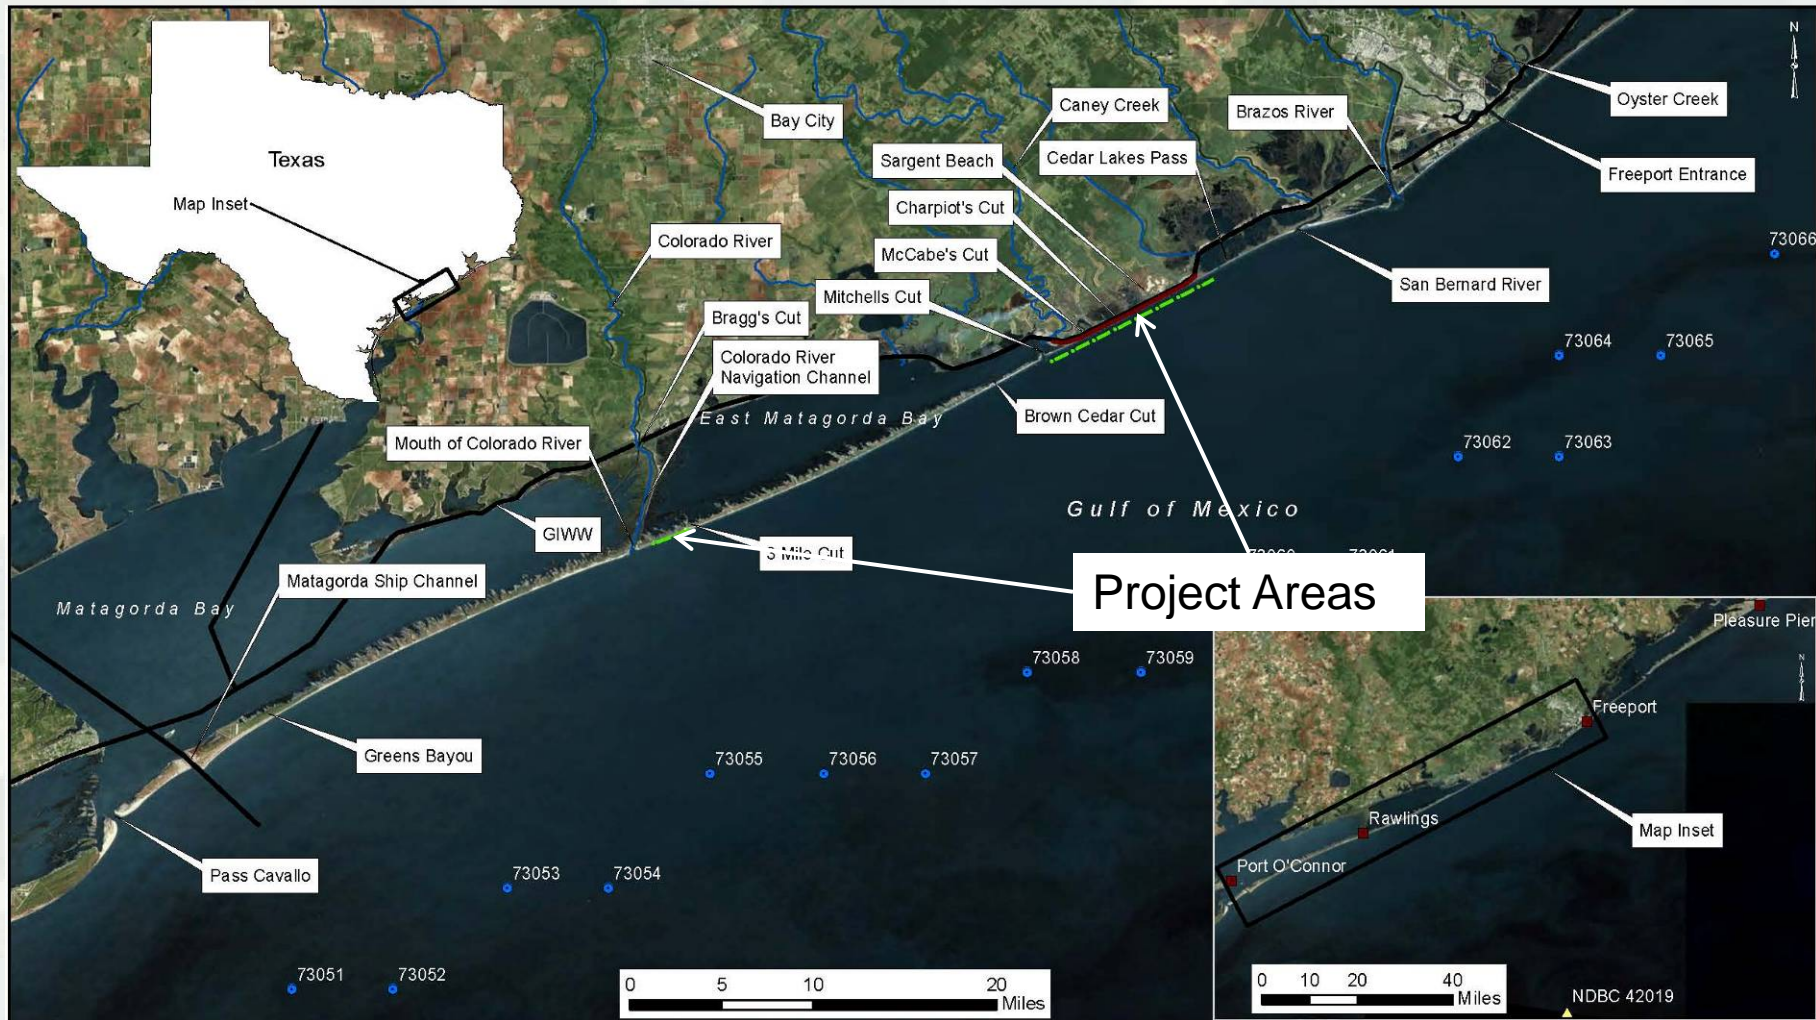 N
Oyster Creek
Caney Creek
Brazos River
Bay City
Sargent Beach
Cedar Lakes Pass
Texas
Freeport Entrance
Map Inset
Charpiot's Cut
Colorado River
McCabe's Cut
73066
San Bernard River
Mitchells Cut
Bragg's Cut
Colorado River
Navigation Channel
73064
73065
East Matagorda Bay
Brown Cedar Cut
Mouth of Colorado River
73062
73063
Gulf of Mexico
GIWW
Mile Cut
Project Areas
Matagorda Ship Channel
Matagorda Bay
Pleasure Pier
N
73058
73059
Freeport
Greens Bayou
73055
73056
73057
Rawlings
Map Inset
Port O'Connor
Pass Cavallo
73053
73054
73051
73052
0 5 10 20
Miles
0 10 20 40
Miles
NDBC 42019